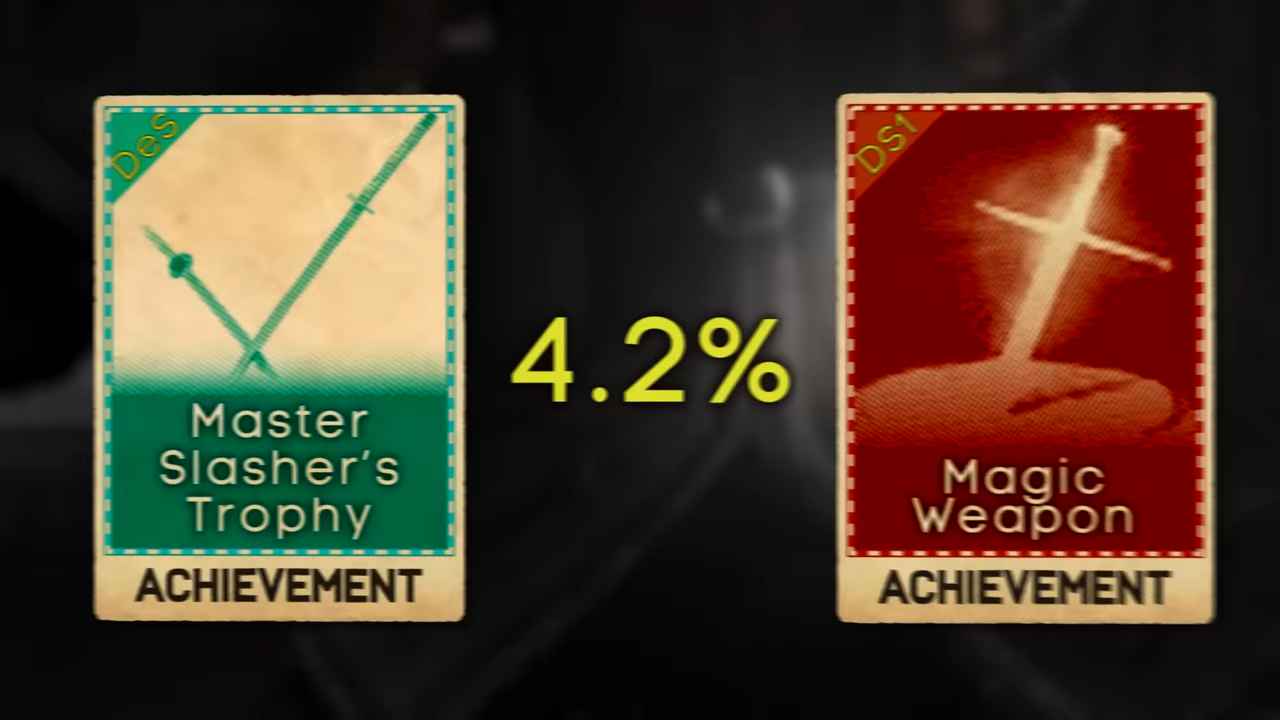 DeS
Master
Slasher's
Trophy
ACHIEVEMENT
4.2%
DS1
Magic
Weapon
ACHIEVEMENT